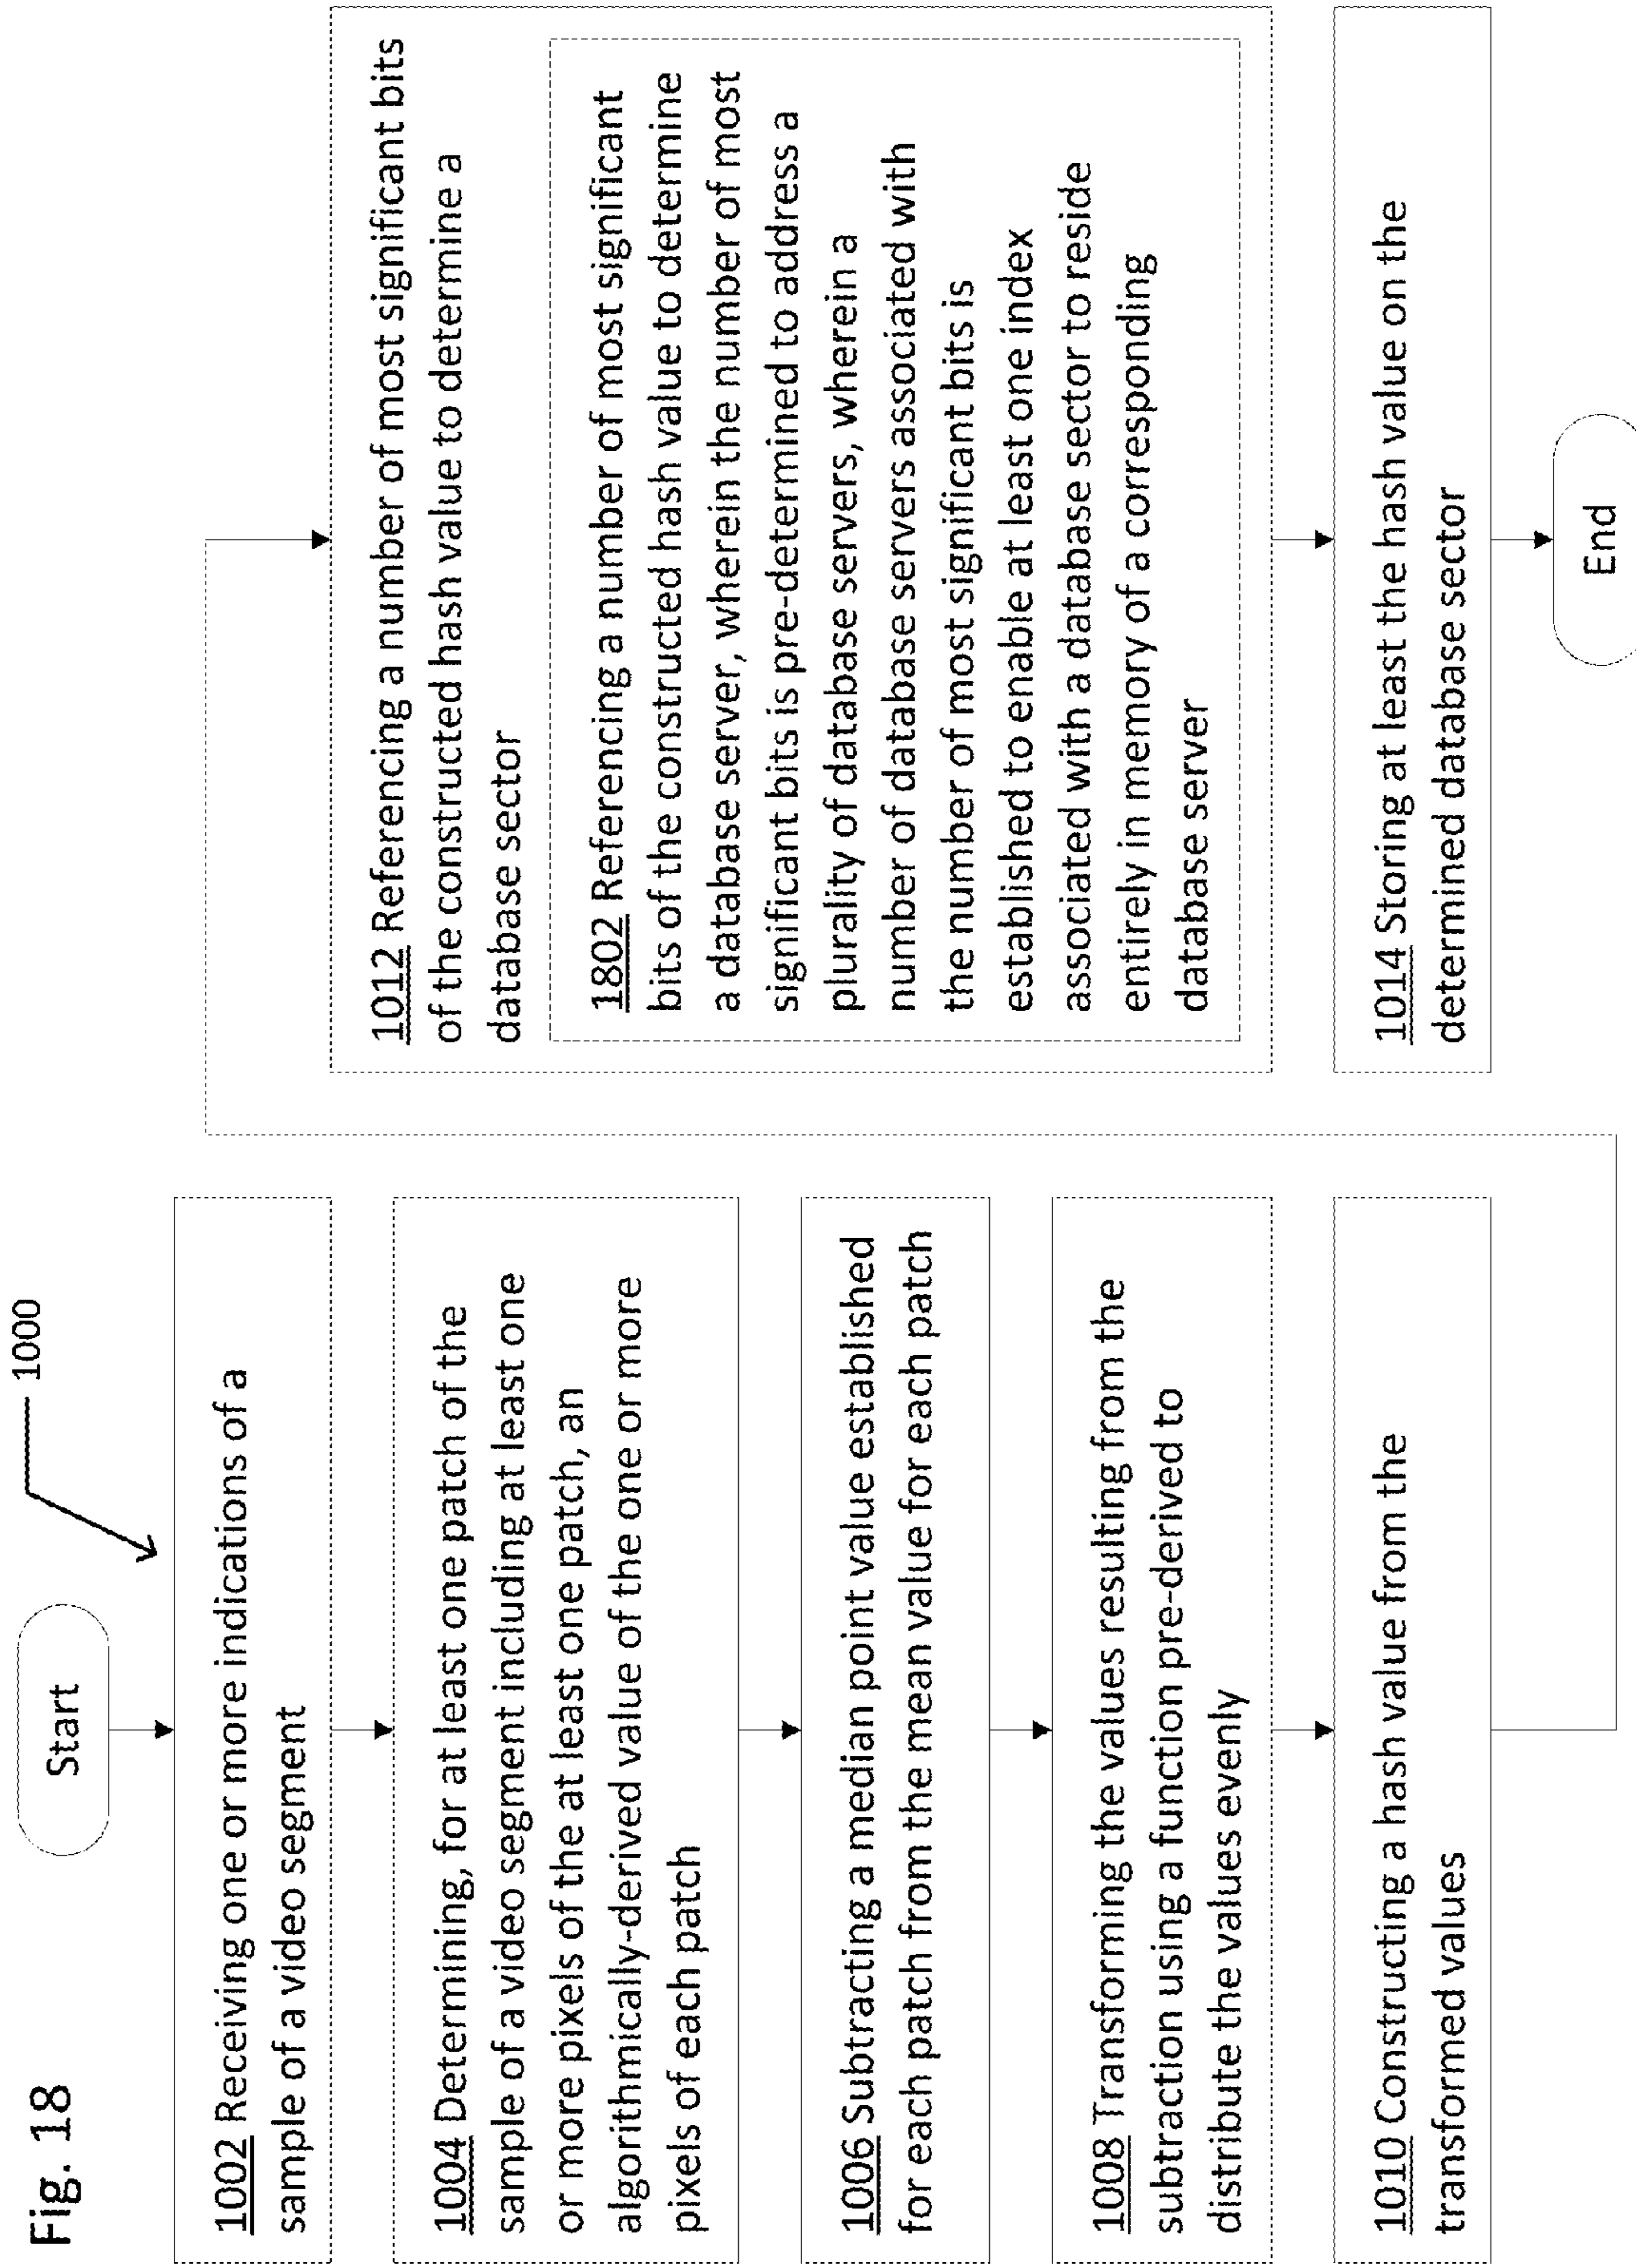 Fig. 18
1000
Start
1002 Receiving one or more indications of a
sample of a video segment
1004 Determining, for at least one patch of the
sample of a video segment including at least one
or more pixels of the at least one patch, an
algorithmically-derived value of the one or more
pixels of each patch
1006 Subtracting a median point value established
for each patch from the mean value for each patch
1008 Transforming the values resulting from the
subtraction using a function pre-derived to
distribute the values evenly
1010 Constructing a hash value from the
transformed values
1012 Referencing a number of most significant bits
of the constructed hash value to determine a
database sector
1802 Referencing a number of most significant
bits of the constructed hash value to determine
a database server, wherein the number of most
significant bits is pre-determined to address a
plurality of database servers, wherein a
number of database servers associated with
the number of most significant bits is
established to enable at least one index
associated with a database sector to reside
entirely in memory of a corresponding
database server
1014 Storing at least the hash value on the
determined database sector
End